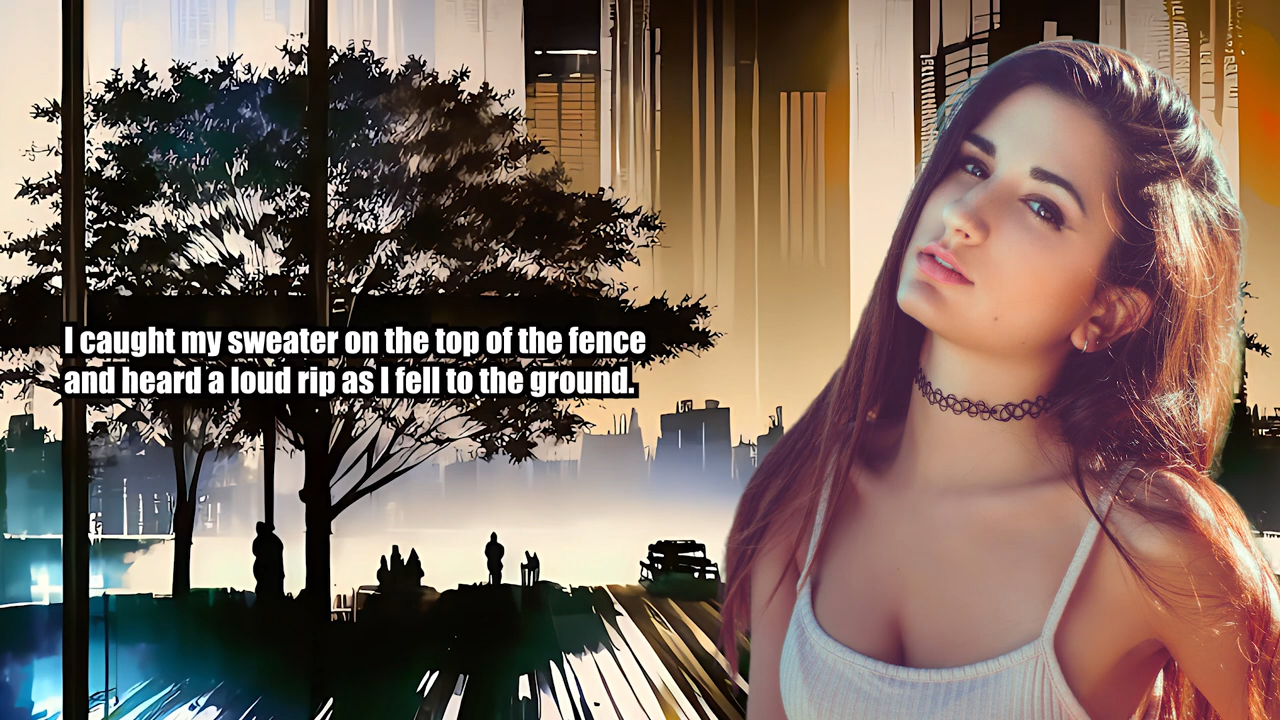 I caught my sweater on the top of the fence
and heard a loud rip as I fell to the ground.